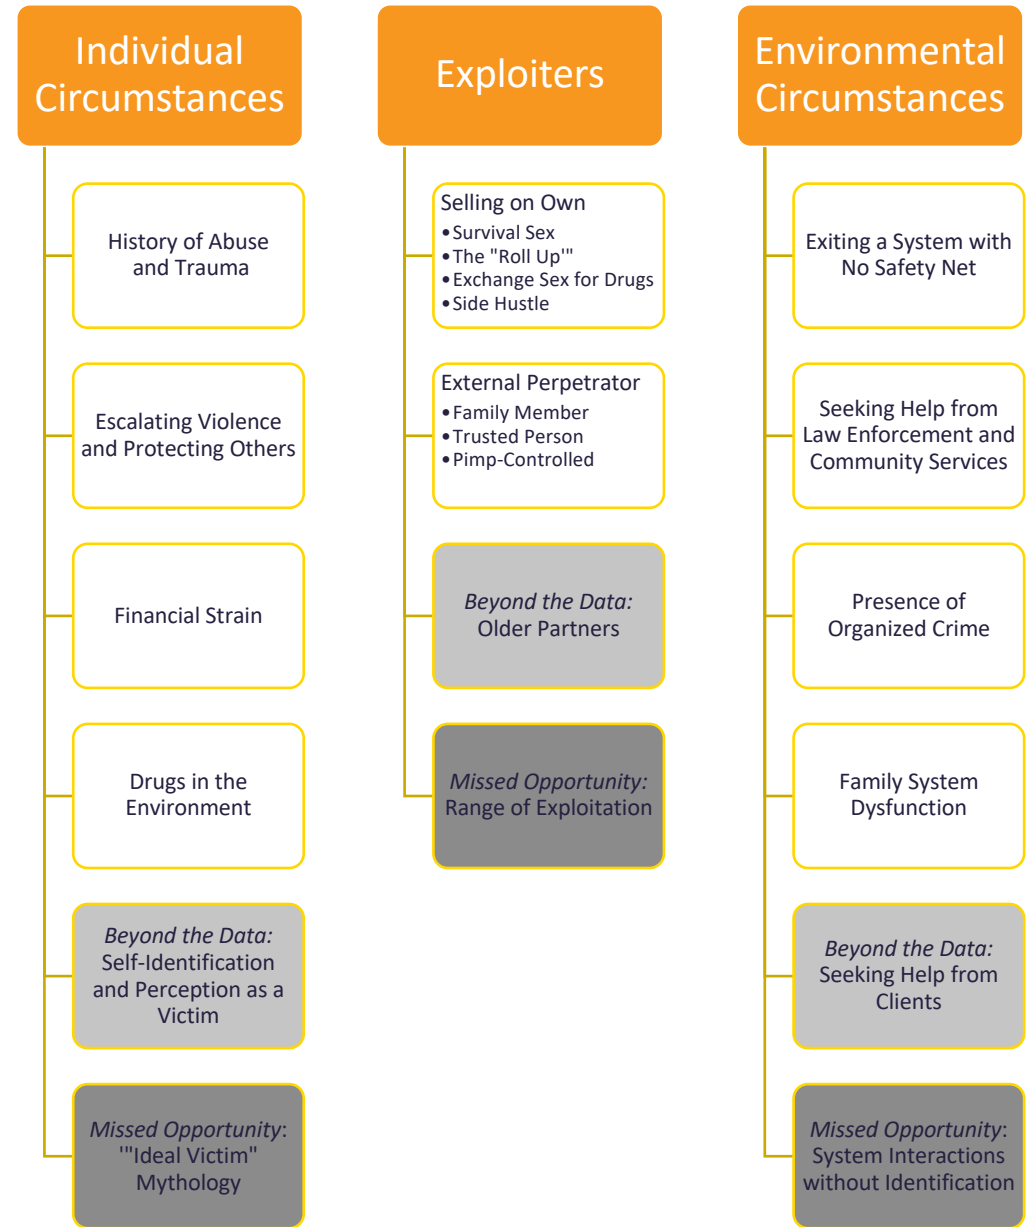 Individual
Circumstances
History of Abuse
and Trauma
Escalating Violence
and Protecting Others
Financial Strain
Drugs in the
Environment
Beyond the Data:
Self-Identification
and Perception as a
Victim
Missed Opportunity:
'"Ideal Victim"
Mythology
Exploiters
Selling on Own
•Survival Sex
•The "Roll Up'"
•Exchange Sex for Drugs
•Side Hustle
External Perpetrator
•Family Member
•Trusted Person
•Pimp-Controlled
Beyond the Data:
Older Partners
Missed Opportunity:
Range of Exploitation
Environmental
Circumstances
Exiting a System with
No Safety Net
Seeking Help from
Law Enforcement and
Community Services
Presence of
Organized Crime
Family System
Dysfunction
Beyond the Data:
Seeking Help from
Clients
Missed Opportunity:
System Interactions
without Identification